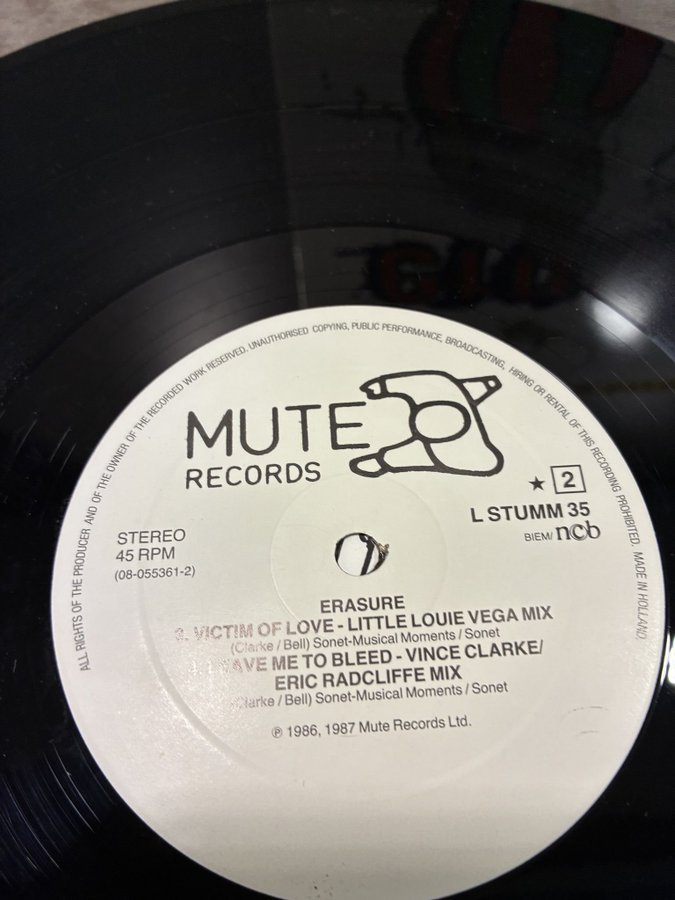 ALL RIGHTS OF THE PRODUCER AND OF THE OWNER OF THE RECORDED WORK RESERVED. UNAUTHORISED COPYING, PUBLIC PERFORMANCE, BROADCASTING, HIRING OR RENTAL OF THIS RECORDING PROHIBITED. MADE IN HOLLAND.
MUTE
RECORDS
★ 2
L STUMM 35
BIEM/ ncb
STEREO
45 RPM
(08-055361-2)
ERASURE
VICTIM OF LOVE - LITTLE LOUIE VEGA MIX
(Clarke / Bell) Sonet-Musical Moments / Sonet
ME TO BLEED - VINCE CLARKE/
ERIC RADCLIFFE MIX
(Clarke / Bell) Sonet-Musical Moments / Sonet
℗ 1986, 1987 Mute Records Ltd.